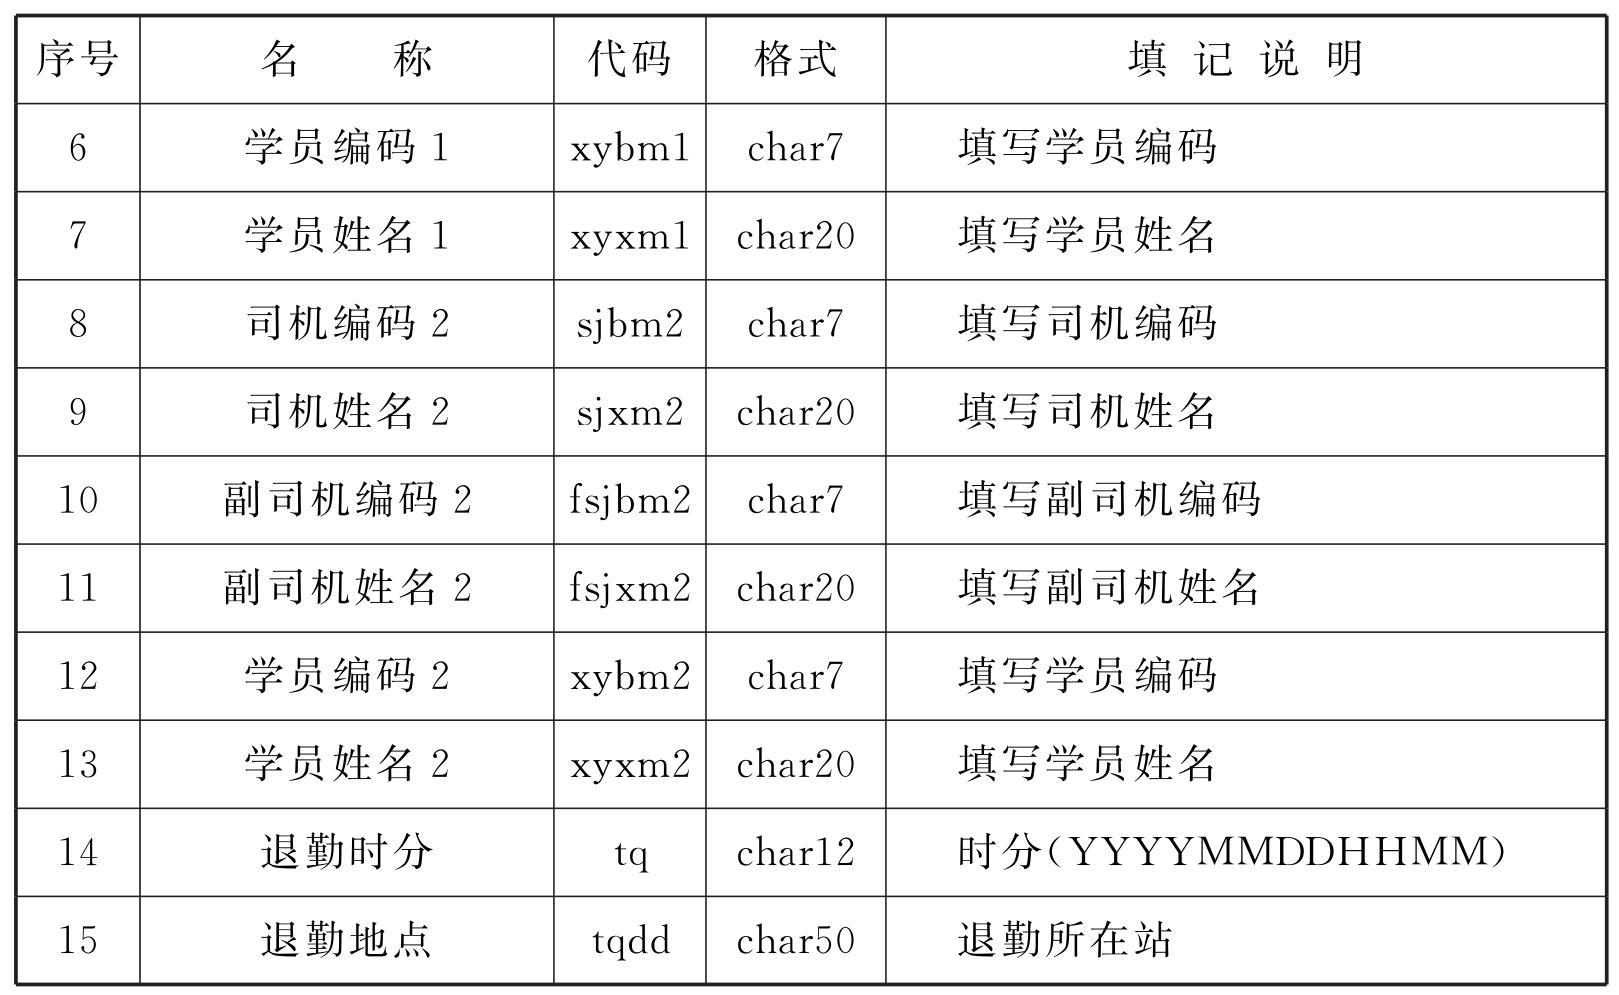 序号 名 称 代码 格式 填 记 说 明
6 学员编码 1 xybm1 char7 填写学员编码
7 学员姓名 1 xyxm1 char20 填写学员姓名
8 司机编码 2 sjbm2 char7 填写司机编码
9 司机姓名 2 sjxm2 char20 填写司机姓名
10 副司机编码 2 fsjbm2 char7 填写副司机编码
11 副司机姓名 2 fsjxm2 char20 填写副司机姓名
12 学员编码 2 xybm2 char7 填写学员编码
13 学员姓名 2 xyxm2 char20 填写学员姓名
14 退勤时分 tq char12 时分(YYYYMMDDHHMM)
15 退勤地点 tqdd char50 退勤所在站